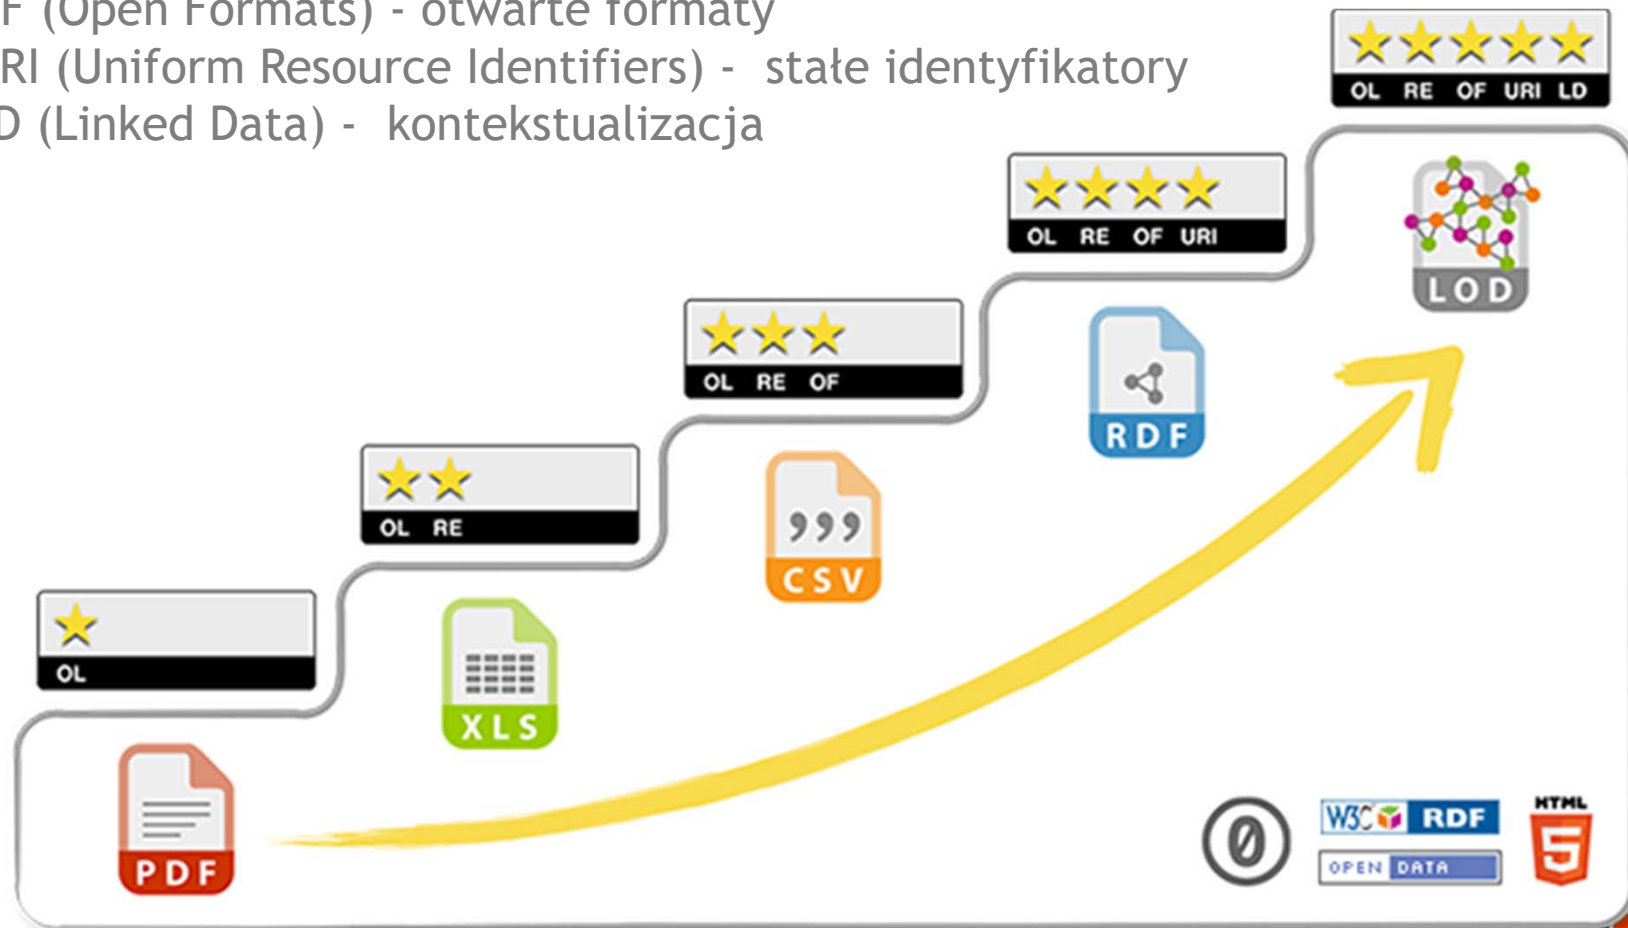 F (Open Formats) - otwarte formaty
RI (Uniform Resource Identifiers) - stałe identyfikatory
D (Linked Data) - kontekstualizacja
OL RE OF URI LD
LOD
OL RE OF URI
RDF
OL RE OF
,,,
CSV
OL RE
XLS
OL
PDF
0
W3C RDF
OPEN DATA
HTML
5